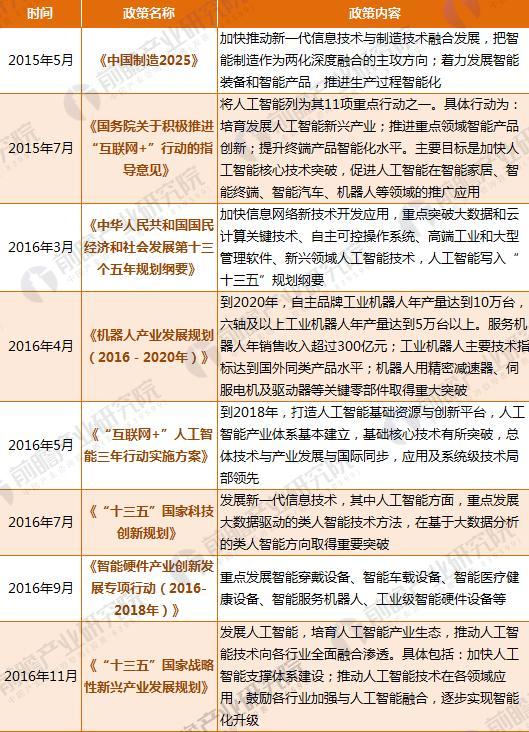 时间 政策名称 政策内容
2015年5月
《中国制造2025》
加快推动新一代信息技术与制造技术融合发展，把智
能制造作为两化深度融合的主攻方向；着力发展智能
装备和智能产品，推进生产过程智能化
2015年7月
《国务院关于积极推进
“互联网+”行动的指
导意见》
将人工智能列为其11项重点行动之一。具体行动为：
培育发展人工智能新兴产业；推进重点领域智能产品
创新；提升终端产品智能化水平。主要目标是加快人
工智能核心技术突破，促进人工智能在智能家居、智
能终端、智能汽车、机器人等领域的推广应用
2016年3月
《中华人民共和国国民
经济和社会发展第十三
个五年规划纲要》
加快信息网络新技术开发应用，重点突破大数据和云
计算关键技术、自主可控操作系统、高端工业和大型
管理软件、新兴领域人工智能技术，人工智能写入“
十三五”规划纲要
2016年4月
《机器人产业发展规划
（2016－2020年）》
到2020年，自主品牌工业机器人年产量达到10万台，
六轴及以上工业机器人年产量达到5万台以上。服务机
器人年销售收入超过300亿元；工业机器人主要技术指
标达到国外同类产品水平；机器人用精密减速器、伺
服电机及驱动器等关键零部件取得重大突破
2016年5月
《“互联网+”人工智
能三年行动实施方案》
到2018年，打造人工智能基础资源与创新平台，人工
智能产业体系基本建立，基础核心技术有所突破，总
体技术与产业发展与国际同步，应用及系统级技术局
部领先
2016年7月
《“十三五”国家科技
创新规划》
发展新一代信息技术，其中人工智能方面，重点发展
大数据驱动的类人智能技术方法，在基于大数据分析
的类人智能方向取得重要突破
2016年9月
《智能硬件产业创新发
展专项行动（2016-
2018年）》
重点发展智能穿戴设备、智能车载设备、智能医疗健
康设备、智能服务机器人、工业级智能硬件设备等
2016年11月
《“十三五”国家战略
性新兴产业发展规划》
发展人工智能，培育人工智能产业生态，推动人工智
能技术向各行业全面融合渗透。具体包括：加快人工
智能支撑体系建设；推动人工智能技术在各领域应
用，鼓励各行业加强与人工智能融合，逐步实现智能
化升级
前瞻产业研究院